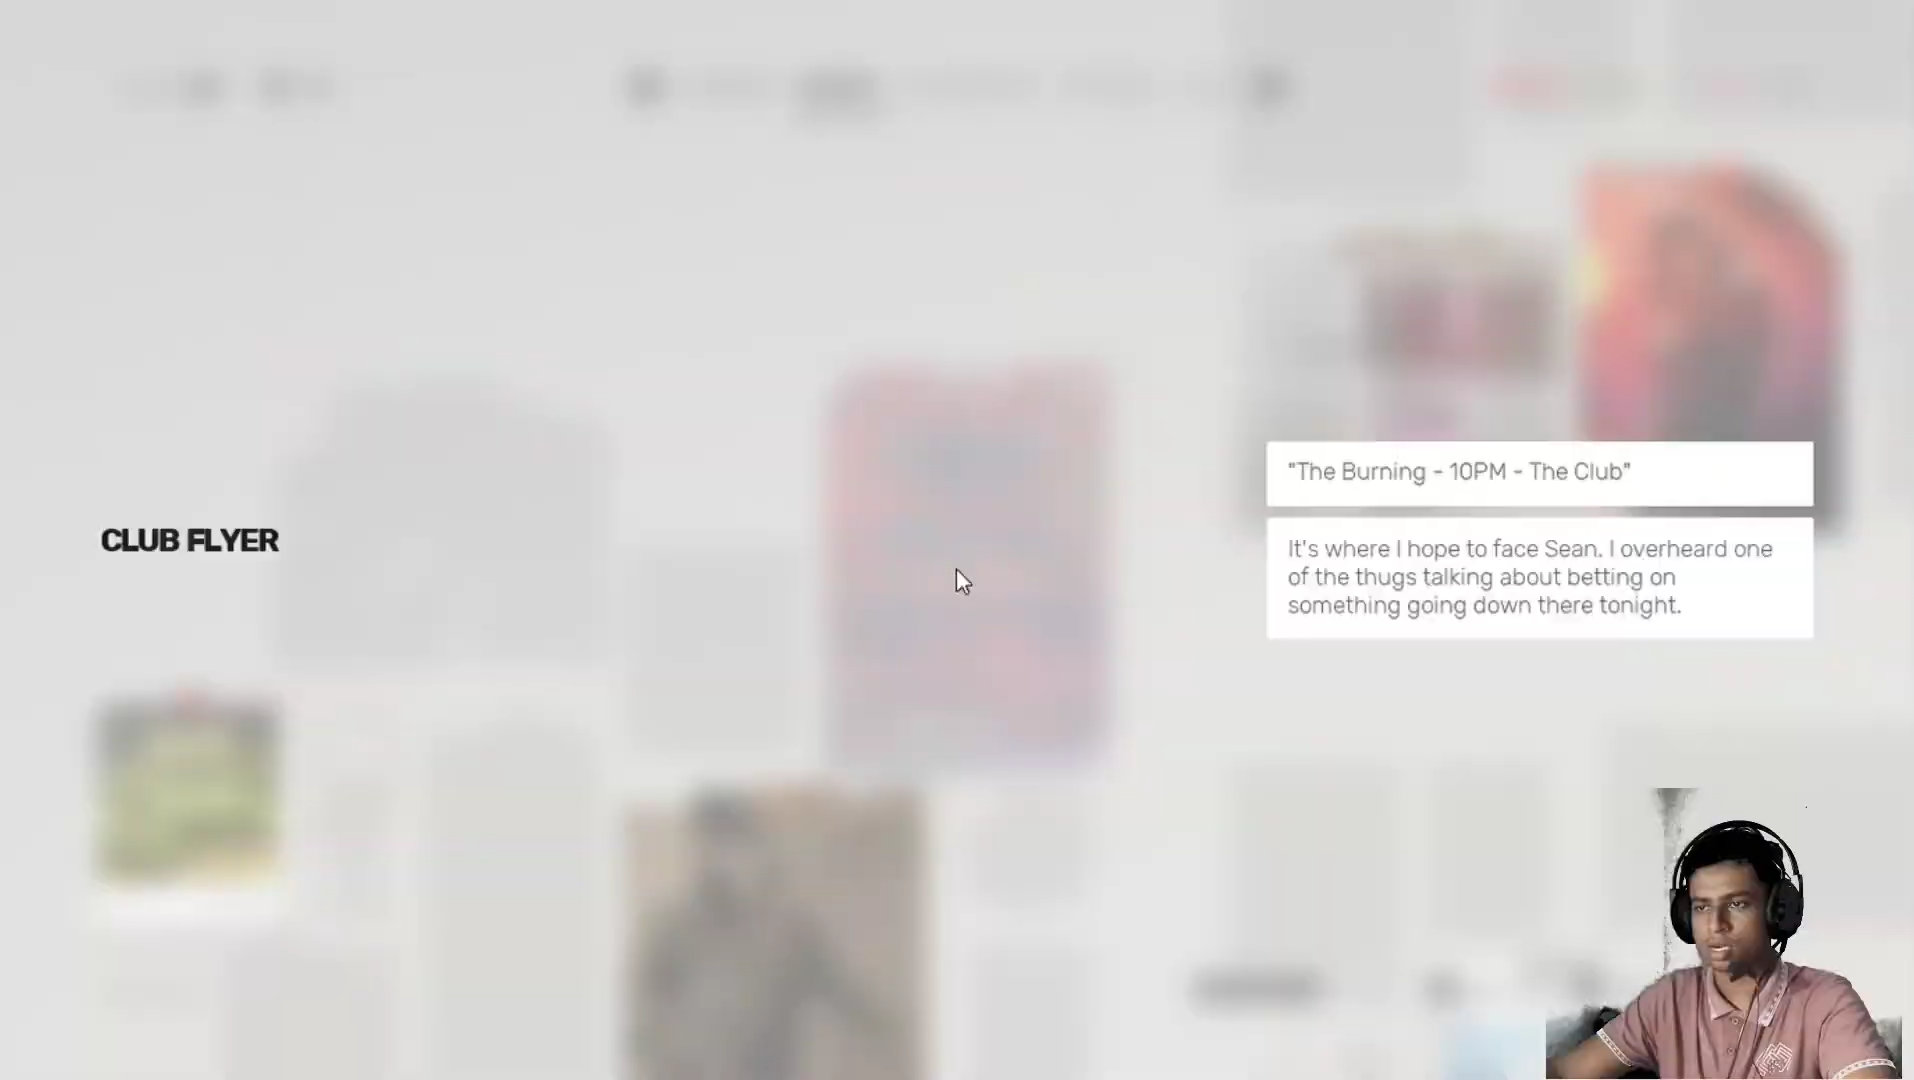 "The Burning - 10PM - The Club"
CLUB FLYER
It's where I hope to face Sean. I overheard one
of the thugs talking about betting on
something going down there tonight.